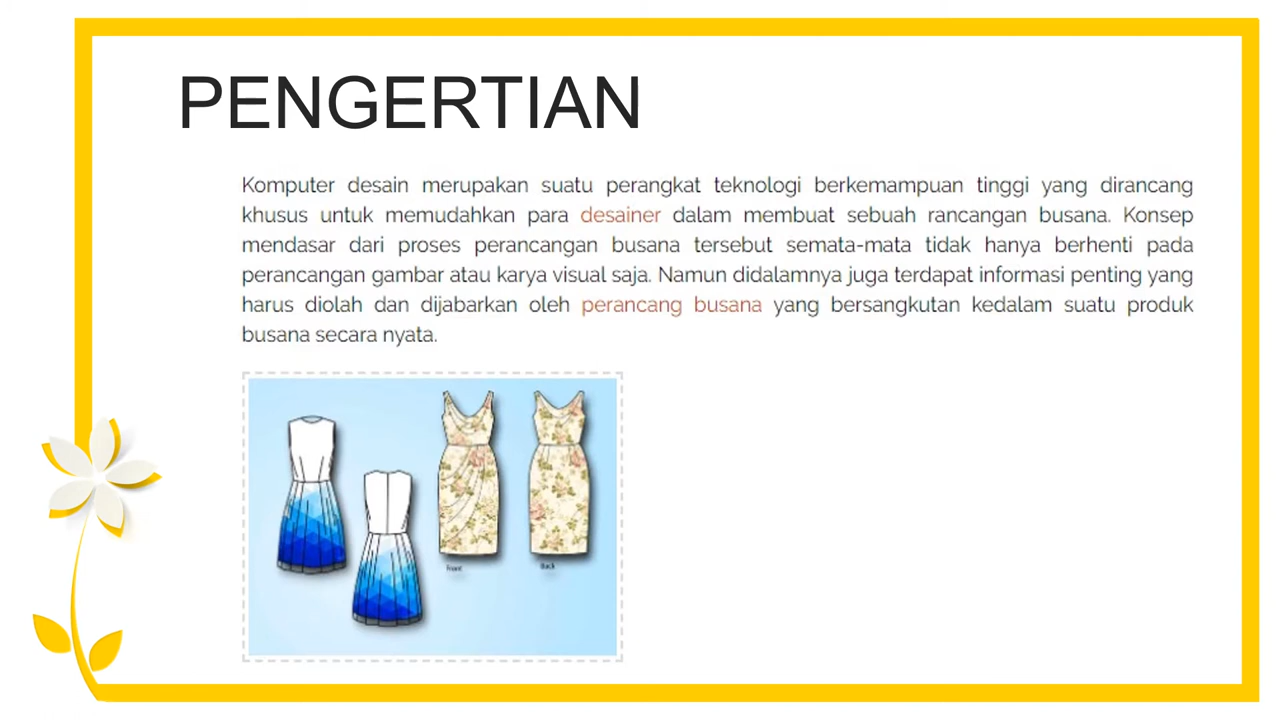 PENGERTIAN
Komputer desain merupakan suatu perangkat teknologi berkemampuan tinggi yang dirancang
khusus untuk memudahkan para desainer dalam membuat sebuah rancangan busana. Konsep
mendasar dari proses perancangan busana tersebut semata-mata tidak hanya berhenti pada
perancangan gambar atau karya visual saja. Namun didalamnya juga terdapat informasi penting yang
harus diolah dan dijabarkan oleh perancang busana yang bersangkutan kedalam suatu produk
busana secara nyata.
Front
Back